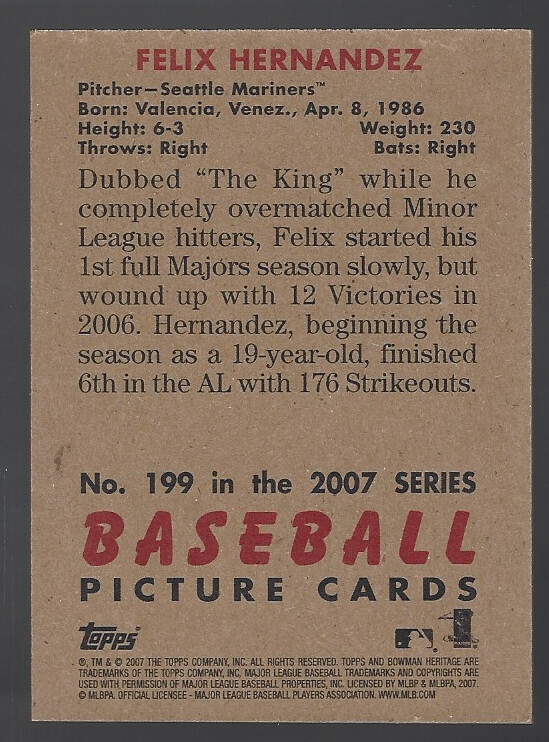 FELIX HERNANDEZ
Pitcher—Seattle Mariners™
Born: Valencia, Venez., Apr. 8, 1986
Height: 6-3 Weight: 230
Throws: Right Bats: Right
Dubbed “The King” while he
completely overmatched Minor
League hitters, Felix started his
1st full Majors season slowly, but
wound up with 12 Victories in
2006. Hernandez, beginning the
season as a 19-year-old, finished
6th in the AL with 176 Strikeouts.
No. 199 in the 2007 SERIES
BASEBALL
PICTURE CARDS
topps
®, TM & © 2007 THE TOPPS COMPANY, INC. ALL RIGHTS RESERVED. TOPPS AND BOWMAN HERITAGE ARE
TRADEMARKS OF THE TOPPS COMPANY, INC. MAJOR LEAGUE BASEBALL TRADEMARKS AND COPYRIGHTS ARE
USED WITH PERMISSION OF MAJOR LEAGUE BASEBALL PROPERTIES, INC. LICENSED BY MLBP & MLBPA, 2007.
© MLBPA. OFFICIAL LICENSEE - MAJOR LEAGUE BASEBALL PLAYERS ASSOCIATION. WWW.MLB.COM